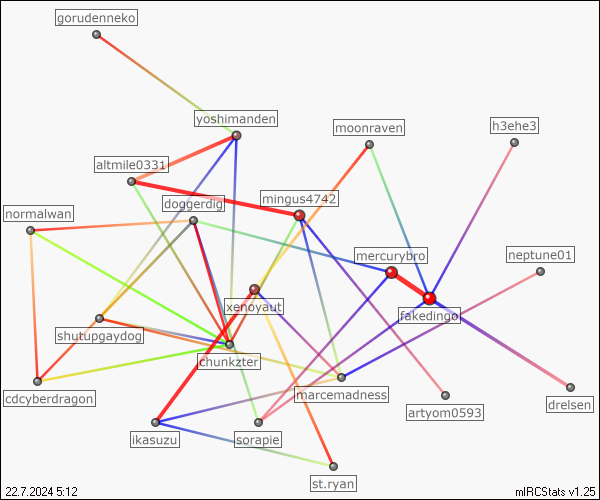 gorudenneko
yoshimanden
moonraven
h3ehe3
altmile0331
doggerdig
mingus4742
normalwan
mercurybro
neptune01
xenoyaut
fakedingo
shutupgaydog
chunkzter
cdcyberdragon
marcemadness
artyom0593
drelsen
ikasuzu
sorapie
st.ryan
22.7.2024 5:12
mIRCStats v1.25